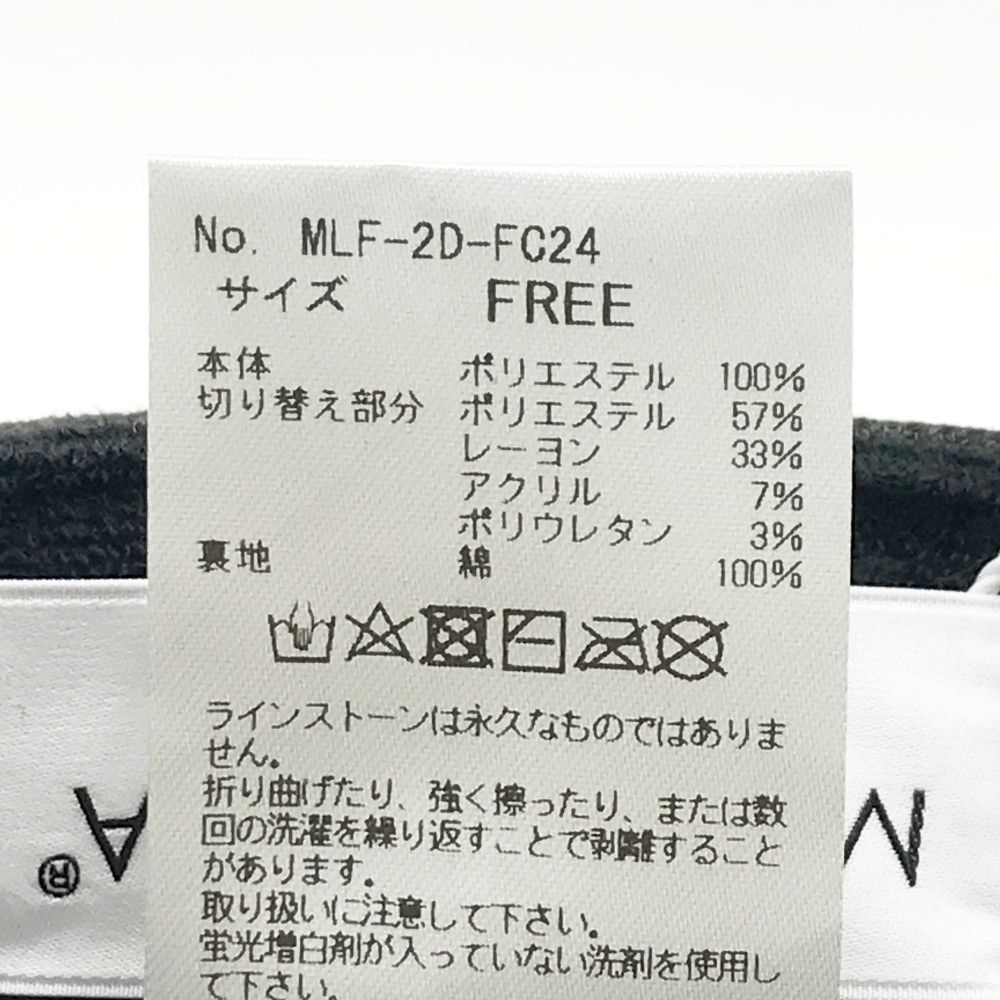 No. MLF-2D-FC24
サイズ FREE
本体 ポリエステル 100%
切り替え部分 ポリエステル 57%
レーヨン 33%
アクリル 7%
ポリウレタン 3%
裏地 綿 100%
ラインストーンは永久なものではありま
せん。
折り曲げたり、強く擦ったり、または数
回の洗濯を繰り返すことで剥離すること
があります。
取り扱いに注意して下さい。
蛍光増白剤が入っていない洗剤を使用し
て下さい。
M
A®